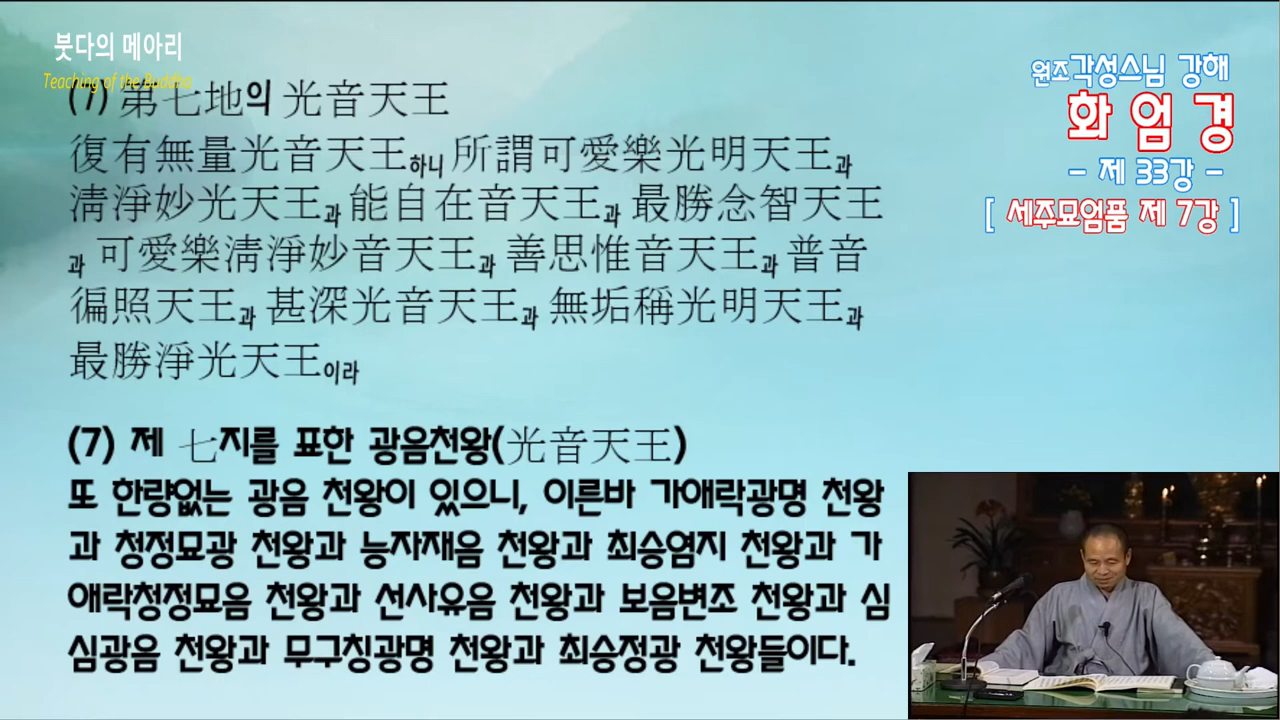 붓다의 메아리
Teaching of the Buddha
(7) 第七地의 光音天王
復有無量光音天王하니 所謂可愛樂光明天王과
淸淨妙光天王과 能自在音天王과 最勝念智天王
과 可愛樂淸淨妙音天王과 善思惟音天王과 普音
徧照天王과 甚深光音天王과 無垢稱光明天王과
最勝淨光天王이라
(7) 제 七지를 표한 광음천왕(光音天王)
또 한량없는 광음 천왕이 있으니, 이른바 가애락광명 천왕
과 청정묘광 천왕과 능자재음 천왕과 최승염지 천왕과 가
애락청정묘음 천왕과 선사유음 천왕과 보음변조 천왕과 심
심광음 천왕과 무구칭광명 천왕과 최승정광 천왕들이다.
원조각성스님 강해
화 엄 경
- 제 33강 -
[ 세주묘엄품 제 7강 ]